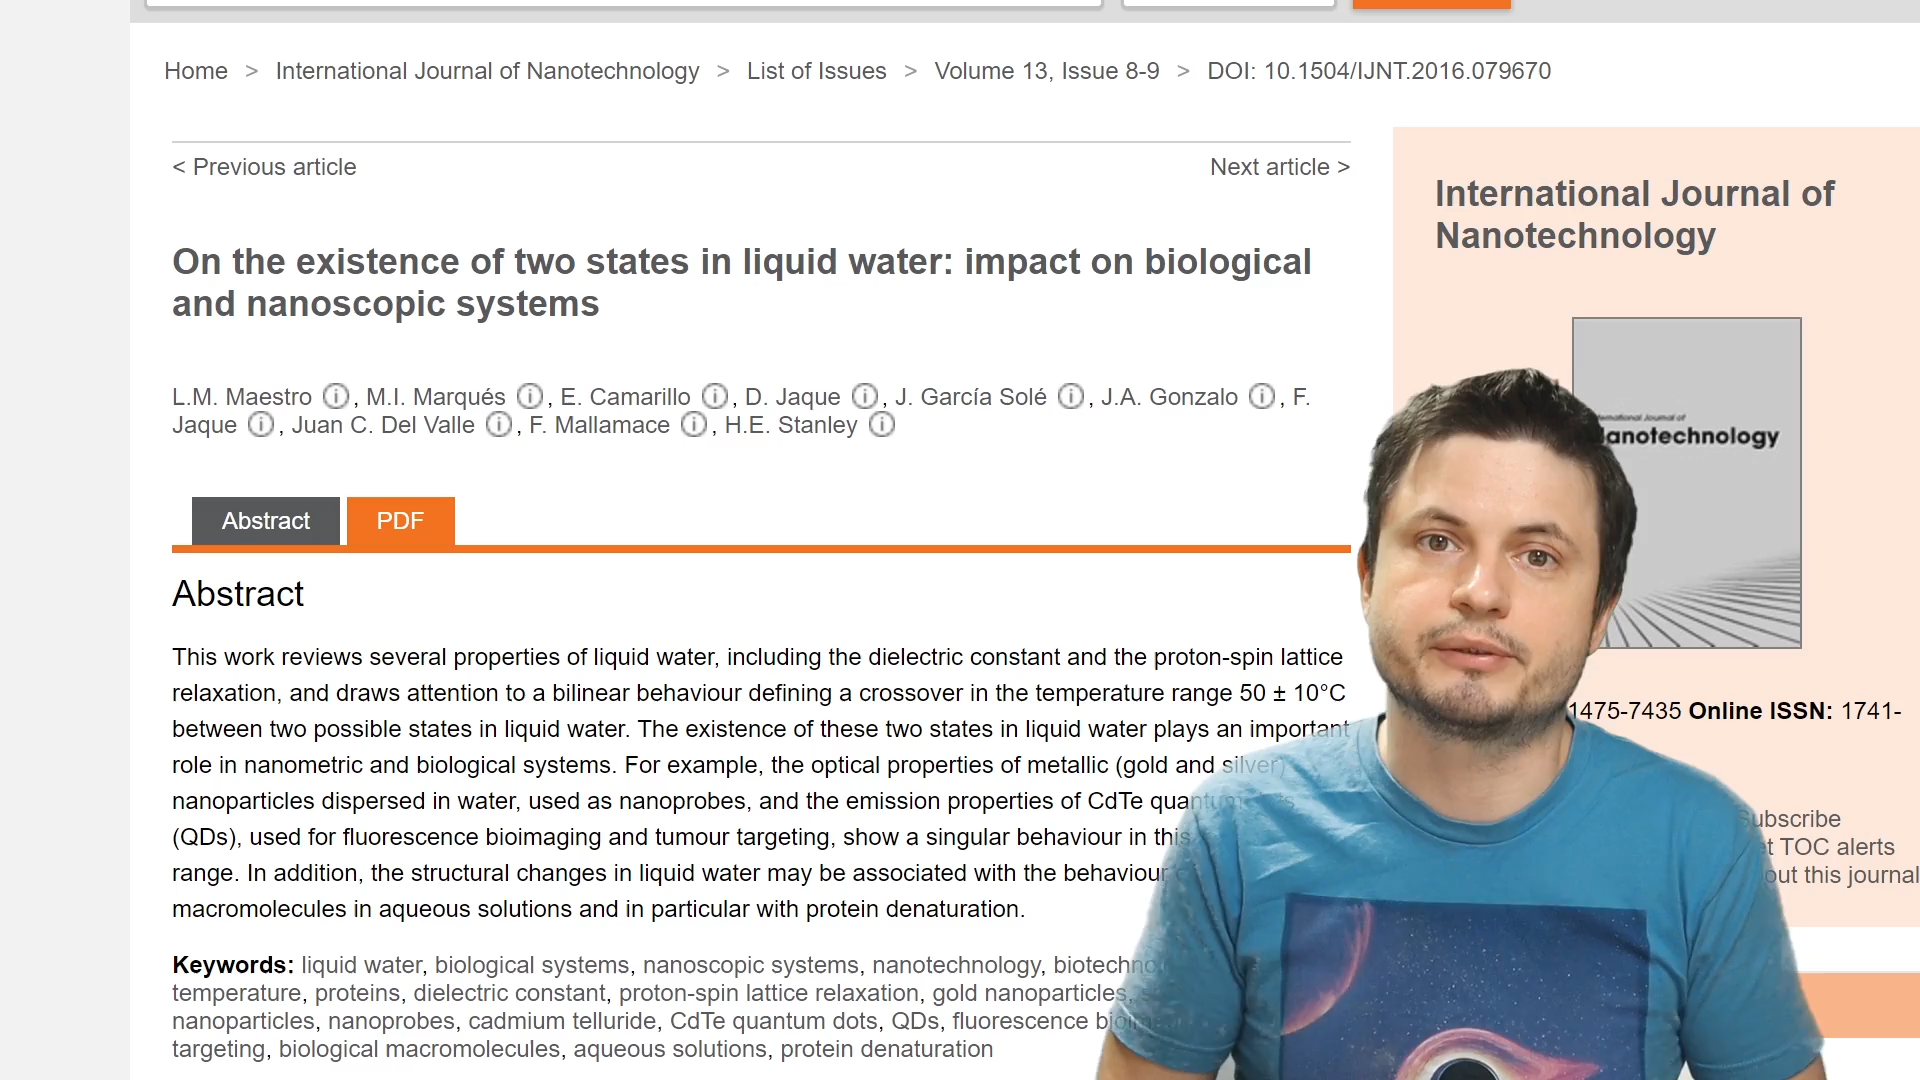 Home > International Journal of Nanotechnology > List of Issues > Volume 13, Issue 8-9 > DOI: 10.1504/IJNT.2016.079670
< Previous article
Next article >
On the existence of two states in liquid water: impact on biological
and nanoscopic systems
L.M. Maestro i, M.I. Marqués i, E. Camarillo i, D. Jaque i, J. García Solé i, J.A. Gonzalo i, F.
Jaque i, Juan C. Del Valle i, F. Mallamace i, H.E. Stanley i
Abstract
PDF
Abstract
This work reviews several properties of liquid water, including the dielectric constant and the proton-spin lattice
relaxation, and draws attention to a bilinear behaviour defining a crossover in the temperature range 50 ± 10°C
between two possible states in liquid water. The existence of these two states in liquid water plays an important
role in nanometric and biological systems. For example, the optical properties of metallic (gold and silver)
nanoparticles dispersed in water, used as nanoprobes, and the emission properties of CdTe quantum
(QDs), used for fluorescence bioimaging and tumour targeting, show a singular behaviour in this
range. In addition, the structural changes in liquid water may be associated with the behaviour
macromolecules in aqueous solutions and in particular with protein denaturation.
Keywords: liquid water, biological systems, nanoscopic systems, nanotechnology,
temperature, proteins, dielectric constant, proton-spin lattice relaxation, gold nanoparticles,
nanoparticles, nanoprobes, cadmium telluride, CdTe quantum dots, QDs, fluorescence
targeting, biological macromolecules, aqueous solutions, protein denaturation
International Journal of
Nanotechnology
International Journal of
Nanotechnology
1475-7435 Online ISSN: 1741-
Subscribe
TOC alerts
this journal